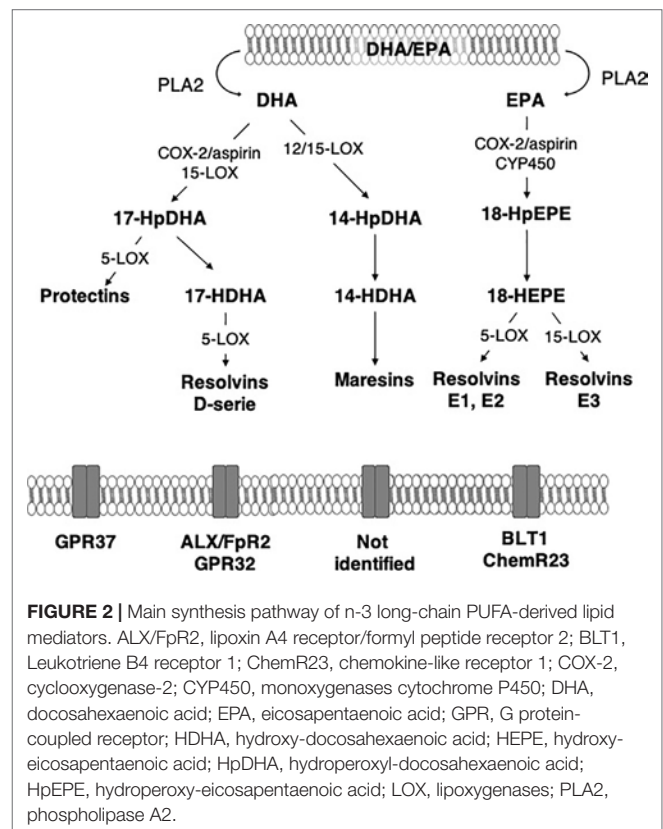 DHA/EPA
PLA2
PLA2
DHA
EPA
COX-2/aspirin
15-LOX
12/15-LOX
COX-2/aspirin
CYP450
17-HpDHA
14-HpDHA
18-HpEPE
5-LOX
Protectins
17-HDHA
14-HDHA
18-HEPE
5-LOX
5-LOX
15-LOX
Resolvins
D-serie
Maresins
Resolvins
E1, E2
Resolvins
E3
GPR37
ALX/FpR2
GPR32
Not
identified
BLT1
ChemR23
FIGURE 2 | Main synthesis pathway of n-3 long-chain PUFA-derived lipid
mediators. ALX/FpR2, lipoxin A4 receptor/formyl peptide receptor 2; BLT1,
Leukotriene B4 receptor 1; ChemR23, chemokine-like receptor 1; COX-2,
cyclooxygenase-2; CYP450, monoxygenases cytochrome P450; DHA,
docosahexaenoic acid; EPA, eicosapentaenoic acid; GPR, G protein-
coupled receptor; HDHA, hydroxy-docosahexaenoic acid; HEPE, hydroxy-
eicosapentaenoic acid; HpDHA, hydroperoxyl-docosahexaenoic acid;
HpEPE, hydroperoxy-eicosapentaenoic acid; LOX, lipoxygenases; PLA2,
phospholipase A2.